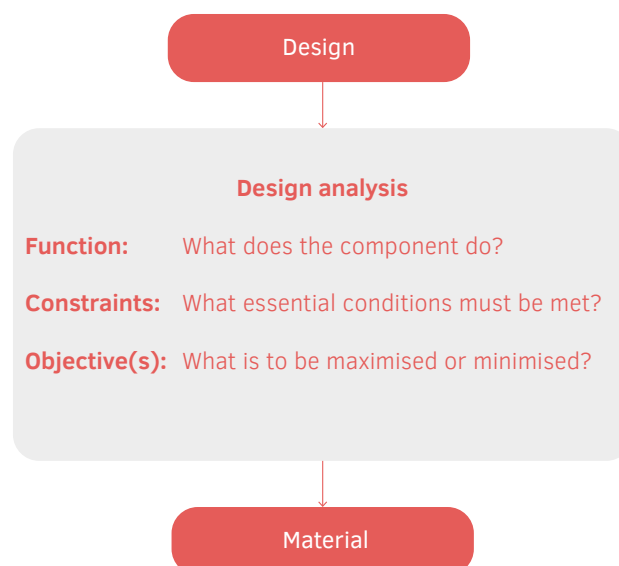 Design
Design analysis
Function: What does the component do?
Constraints: What essential conditions must be met?
Objective(s): What is to be maximised or minimised?
Material